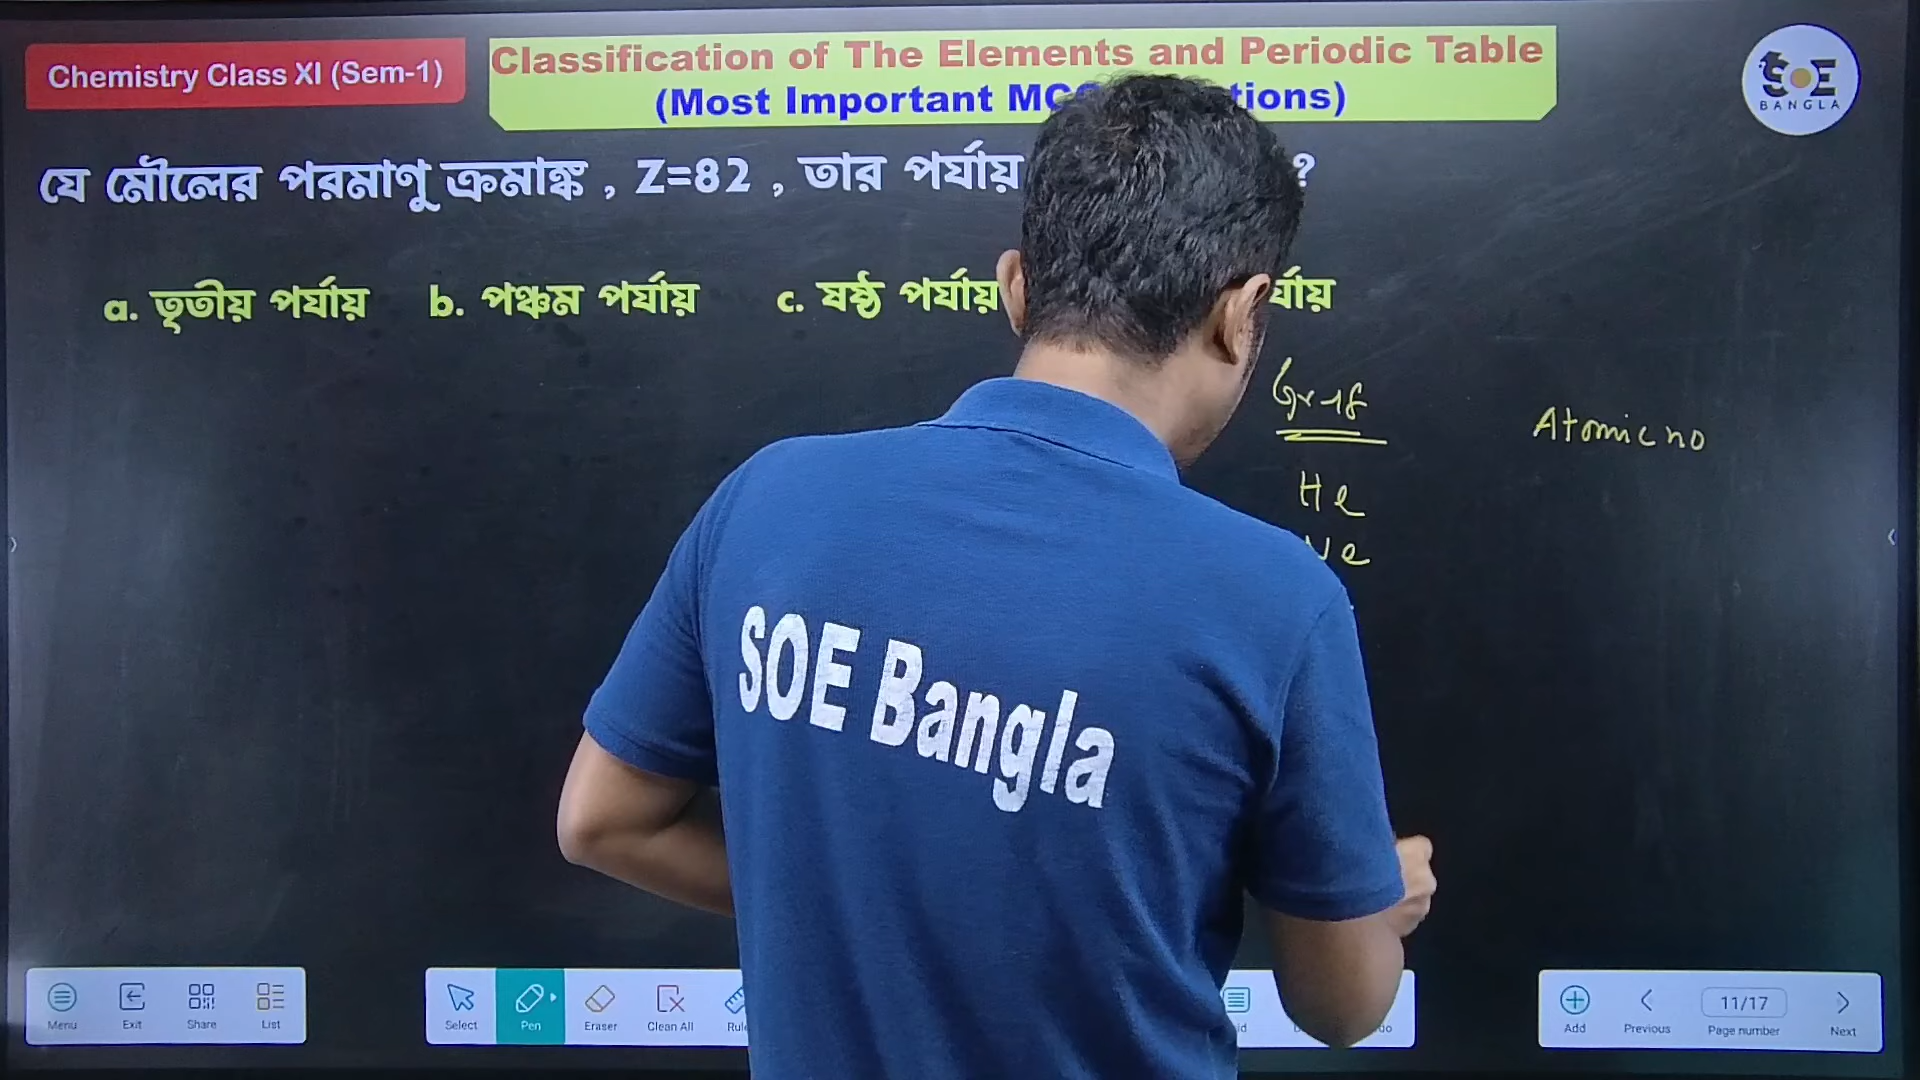 Chemistry Class XI (Sem-1)
Classification of The Elements and Periodic Table
(Most Important
SOE
BANGLA
যে মৌলের পরমাণু ক্রমাঙ্ক , Z=82 , তার পর্যায় ?
a. তৃতীয় পর্যায় b. পঞ্চম পর্যায় c. ষষ্ঠ পর্যায়
Gr-18
Atomic no
He
Ne
SOE Bangla
Menu Exit Share List
Select Pen Eraser Clean All
Add Previous 11/17 Page number Next